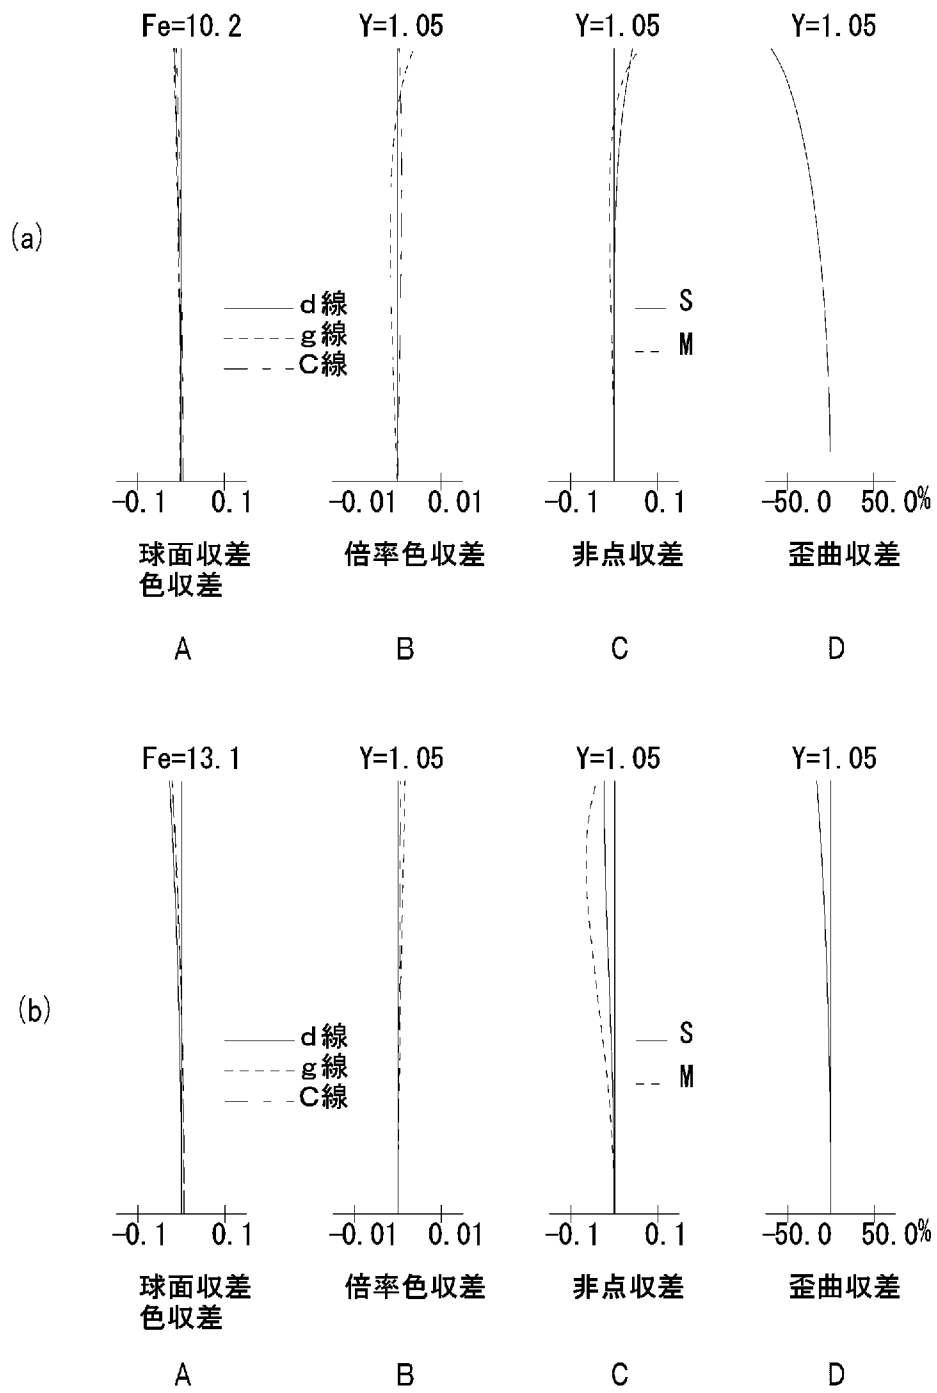 Fe=10.2 Y=1.05 Y=1.05 Y=1.05
(a)
d線
g線
C線
S
M
-0.1 0.1 -0.01 0.01 -0.1 0.1 -50.0 50.0%
球面収差 倍率色収差 非点収差 歪曲収差
色収差
A B C D
Fe=13.1 Y=1.05 Y=1.05 Y=1.05
(b)
d線
g線
C線
S
M
-0.1 0.1 -0.01 0.01 -0.1 0.1 -50.0 50.0%
球面収差 倍率色収差 非点収差 歪曲収差
色収差
A B C D